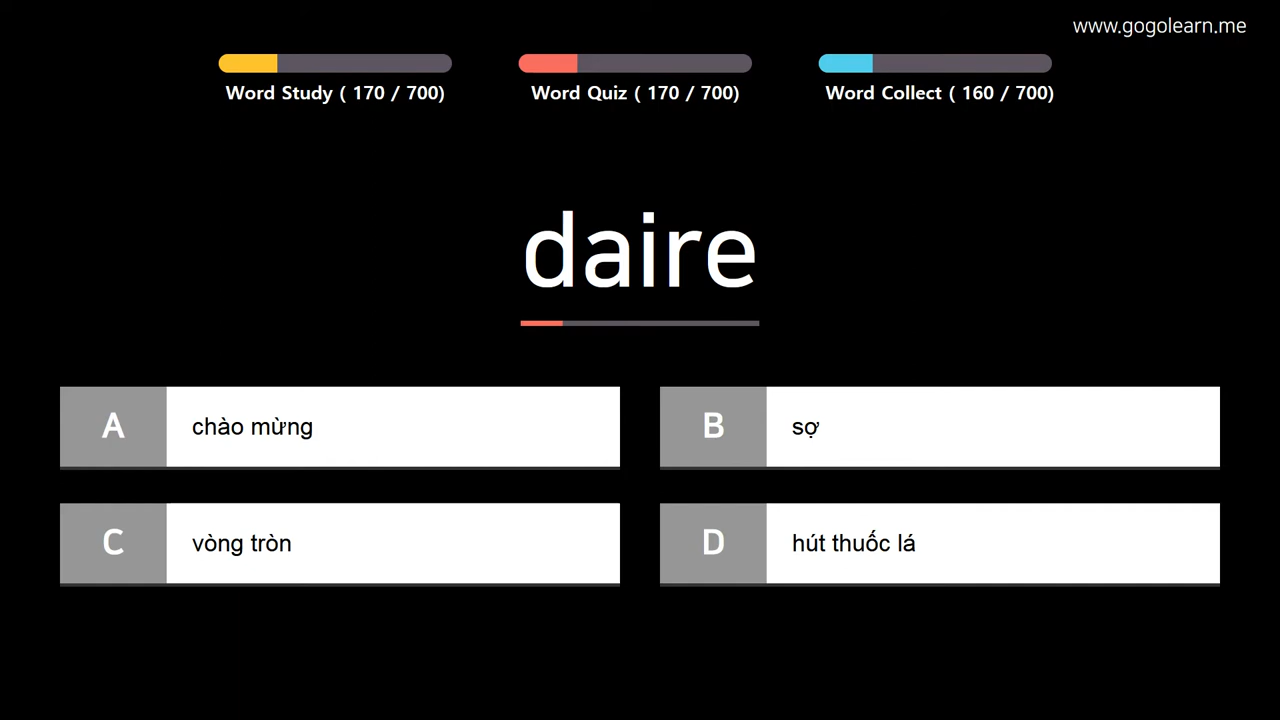 www.gogolearn.me
Word Study ( 170 / 700)
Word Quiz ( 170 / 700)
Word Collect ( 160 / 700)
daire
A
chào mừng
B
sợ
C
vòng tròn
D
hút thuốc lá